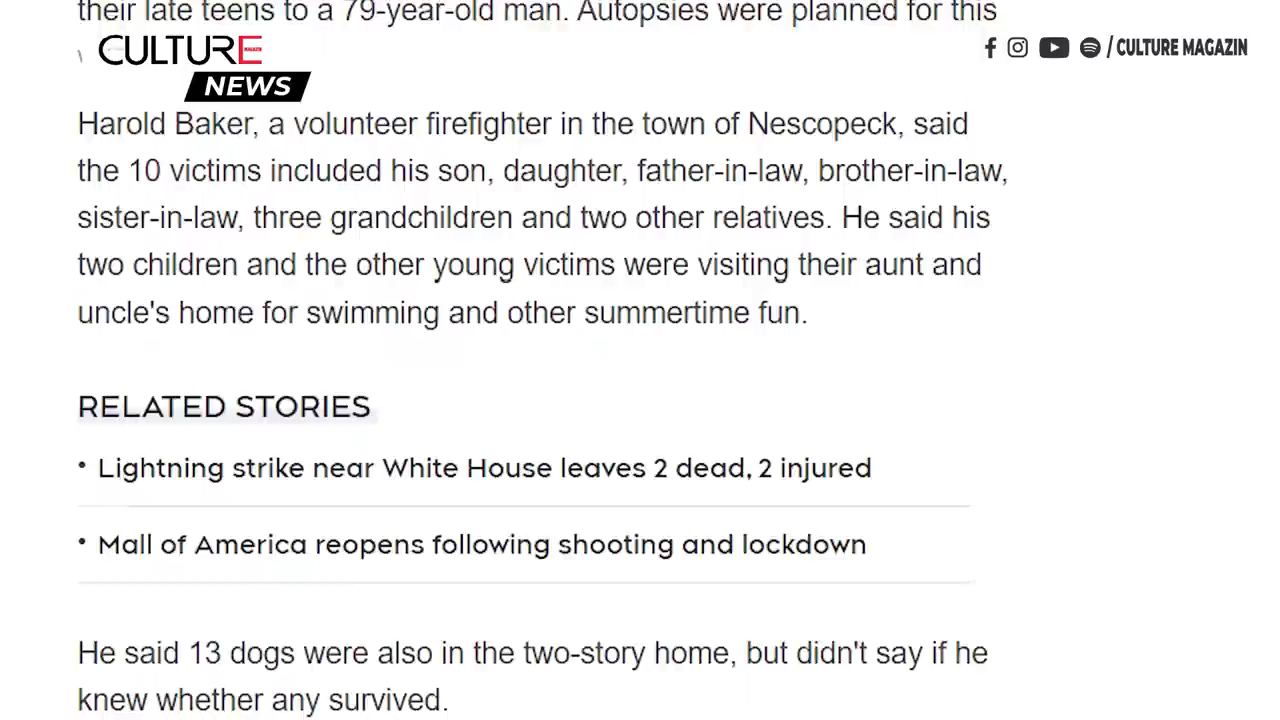 their late teens to a 79-year-old man. Autopsies were planned for this
CULTURE
NEWS
/ CULTURE MAGAZIN
Harold Baker, a volunteer firefighter in the town of Nescopeck, said
the 10 victims included his son, daughter, father-in-law, brother-in-law,
sister-in-law, three grandchildren and two other relatives. He said his
two children and the other young victims were visiting their aunt and
uncle's home for swimming and other summertime fun.
RELATED STORIES
• Lightning strike near White House leaves 2 dead, 2 injured
• Mall of America reopens following shooting and lockdown
He said 13 dogs were also in the two-story home, but didn't say if he
knew whether any survived.